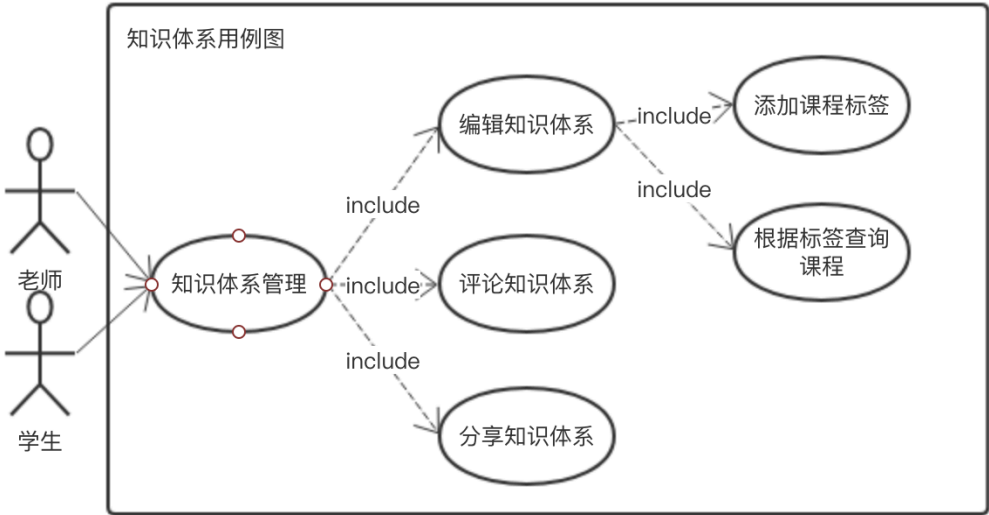 知识体系用例图
编辑知识体系
include
添加课程标签
include
include
根据标签查询
课程
老师
知识体系管理
include
评论知识体系
include
学生
分享知识体系